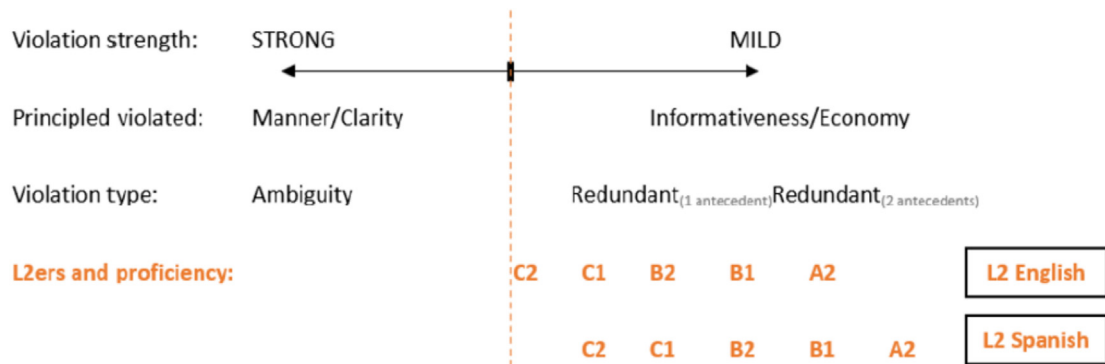 Violation strength: STRONG MILD
Principled violated: Manner/Clarity Informativeness/Economy
Violation type: Ambiguity Redundant(1 antecedent)Redundant(2 antecedents)
L2ers and proficiency: C2 C1 B2 B1 A2 L2 English
C2 C1 B2 B1 A2 L2 Spanish